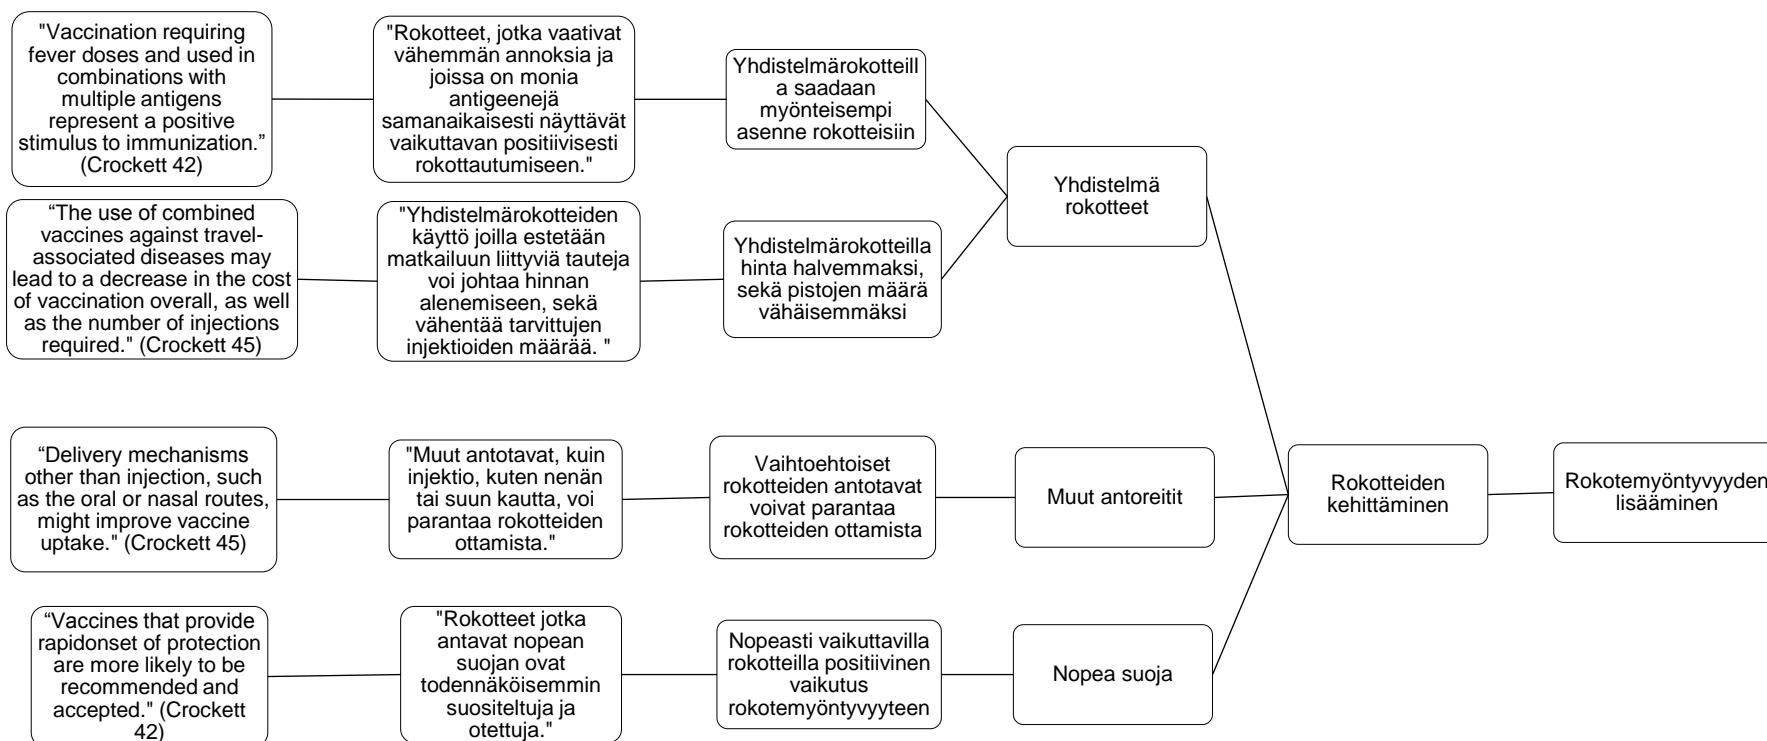 "Vaccination requiring
fever doses and used in
combinations with
multiple antigens
represent a positive
stimulus to immunization.”
(Crockett 42)
"Rokotteet, jotka vaativat
vähemmän annoksia ja
joissa on monia
antigeenejä
samanaikaisesti näyttävät
vaikuttavan positiivisesti
rokottautumiseen."
Yhdistelmärokotteill
a saadaan
myönteisempi
asenne rokotteisiin
Yhdistelmä
rokotteet
“The use of combined
vaccines against travel-
associated diseases may
lead to a decrease in the cost
of vaccination overall, as well
as the number of injections
required." (Crockett 45)
"Yhdistelmärokotteiden
käyttö joilla estetään
matkailuun liittyviä tauteja
voi johtaa hinnan
alenemiseen, sekä
vähentää tarvittujen
injektioiden määrää. "
Yhdistelmärokotteilla
hinta halvemmaksi,
sekä pistojen määrä
vähäisemmäksi
“Delivery mechanisms
other than injection, such
as the oral or nasal routes,
might improve vaccine
uptake." (Crockett 45)
"Muut antotavat, kuin
injektio, kuten nenän
tai suun kautta, voi
parantaa rokotteiden
ottamista."
Vaihtoehtoiset
rokotteiden antotavat
voivat parantaa
rokotteiden ottamista
Muut antoreitit
Rokotteiden
kehittäminen
Rokotemyöntyvyyden
lisääminen
“Vaccines that provide
rapidonset of protection
are more likely to be
recommended and
accepted." (Crockett
42)
"Rokotteet jotka
antavat nopean
suojan ovat
todennäköisemmin
suositeltuja ja
otettuja."
Nopeasti vaikuttavilla
rokotteilla positiivinen
vaikutus
rokotemyöntyvyyteen
Nopea suoja